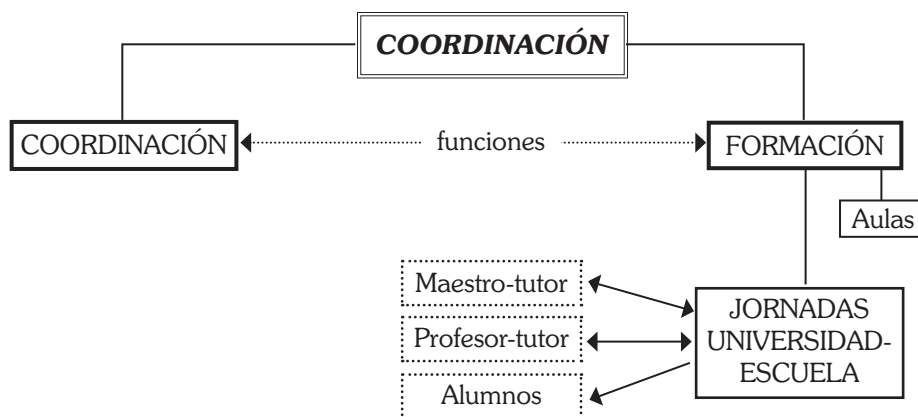 COORDINACIÓN
COORDINACIÓN
funciones
FORMACIÓN
Aulas
Maestro-tutor
Profesor-tutor
Alumnos
JORNADAS
UNIVERSIDAD-
ESCUELA